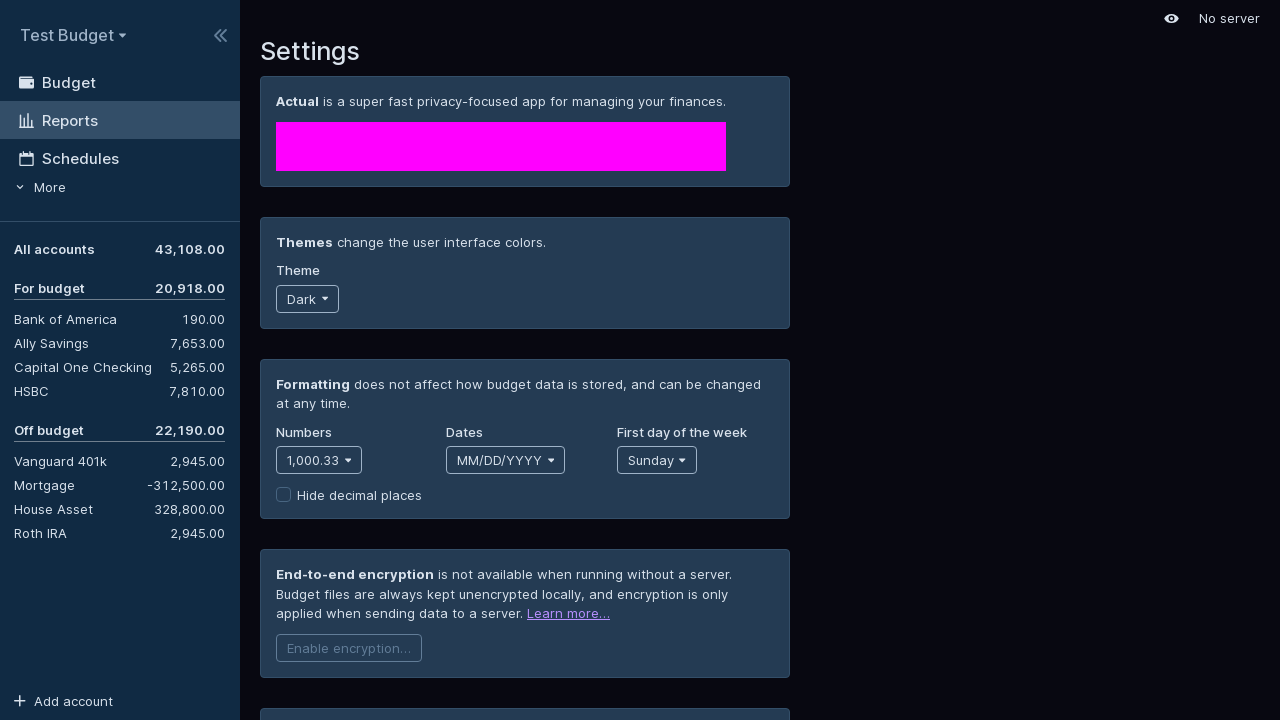 Test Budget
No server
Settings
Budget
Reports
Schedules
More
All accounts 43,108.00
For budget 20,918.00
Bank of America 190.00
Ally Savings 7,653.00
Capital One Checking 5,265.00
HSBC 7,810.00
Off budget 22,190.00
Vanguard 401k 2,945.00
Mortgage -312,500.00
House Asset 328,800.00
Roth IRA 2,945.00
Add account
Actual is a super fast privacy-focused app for managing your finances.
Themes change the user interface colors.
Theme
Dark
Formatting does not affect how budget data is stored, and can be changed
at any time.
Numbers Dates First day of the week
1,000.33 MM/DD/YYYY Sunday
Hide decimal places
End-to-end encryption is not available when running without a server.
Budget files are always kept unencrypted locally, and encryption is only
applied when sending data to a server. Learn more…
Enable encryption…